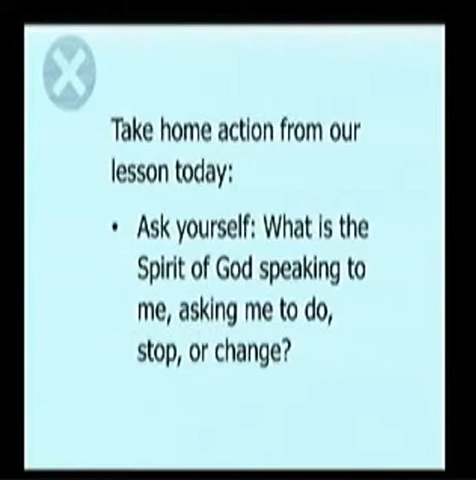 Take home action from our
lesson today:
• Ask yourself: What is the
Spirit of God speaking to
me, asking me to do,
stop, or change?